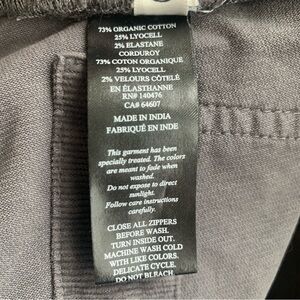 73% ORGANIC COTTON
25% LYOCELL
2% ELASTANE
CORDUROY
73% COTON ORGANIQUE
25% LYOCELL
2% VELOURS CÔTELÉ
EN ÉLASTHANNE
RN# 140476
CA# 64607
MADE IN INDIA
FABRIQUÉ EN INDE
This garment has been
specially treated. The colors
are meant to fade when
washed.
Do not expose to direct
sunlight.
Follow care instructions
carefully.
CLOSE ALL ZIPPERS
BEFORE WASH.
TURN INSIDE OUT.
MACHINE WASH COLD
WITH LIKE COLORS.
DELICATE CYCLE.
DO NOT BLEACH